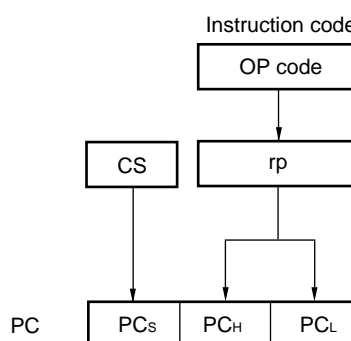 Instruction code
OP code
CS
rp
PC
PCS
PCH
PCL